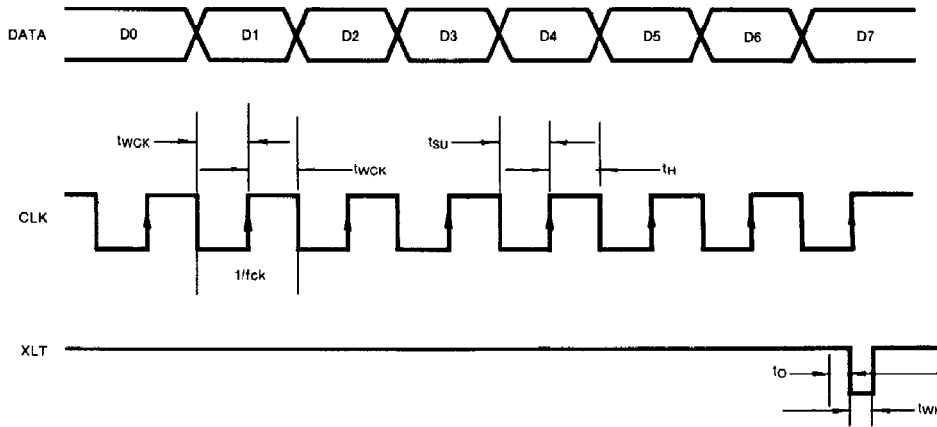 DATA D0 D1 D2 D3 D4 D5 D6 D7
tWCK tSU
tWCK tH
CLK
1/fck
XLT
tD